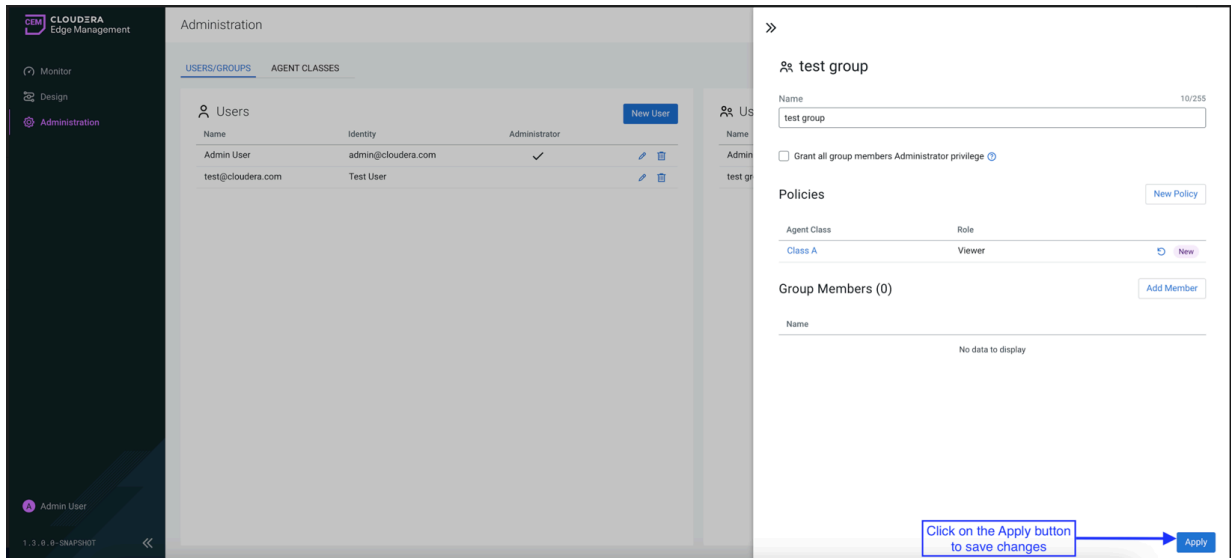 CEM CLOUDERA
Edge Management
Monitor
Design
Administration
A Admin User
1.3.0.0-SNAPSHOT
Administration
USERS/GROUPS AGENT CLASSES
Users
New User
Name Identity Administrator
Admin User admin@cloudera.com
test@cloudera.com Test User
Us
Name
Admin
test gr
test group
Name 10/255
test group
Grant all group members Administrator privilege
Policies New Policy
Agent Class Role
Class A Viewer New
Group Members (0) Add Member
Name
No data to display
Click on the Apply button
to save changes
Apply